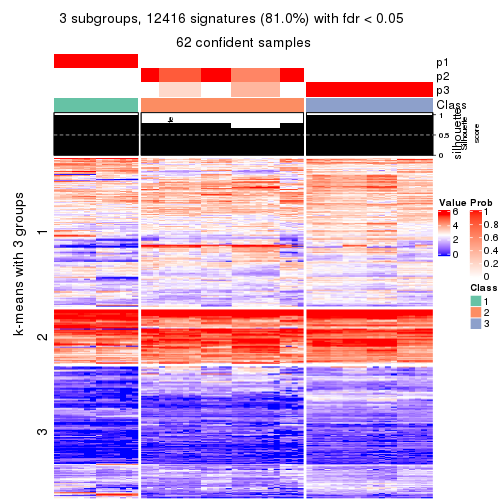 3 subgroups, 12416 signatures (81.0%) with fdr < 0.05
62 confident samples
p1
p2
p3
Class
silhouette
1
0.5
0
Silhouette
score
k-means with 3 groups
1
2
3
Value
6
4
2
0
Prob
1
0.8
0.6
0.4
0.2
0
Class
1
2
3